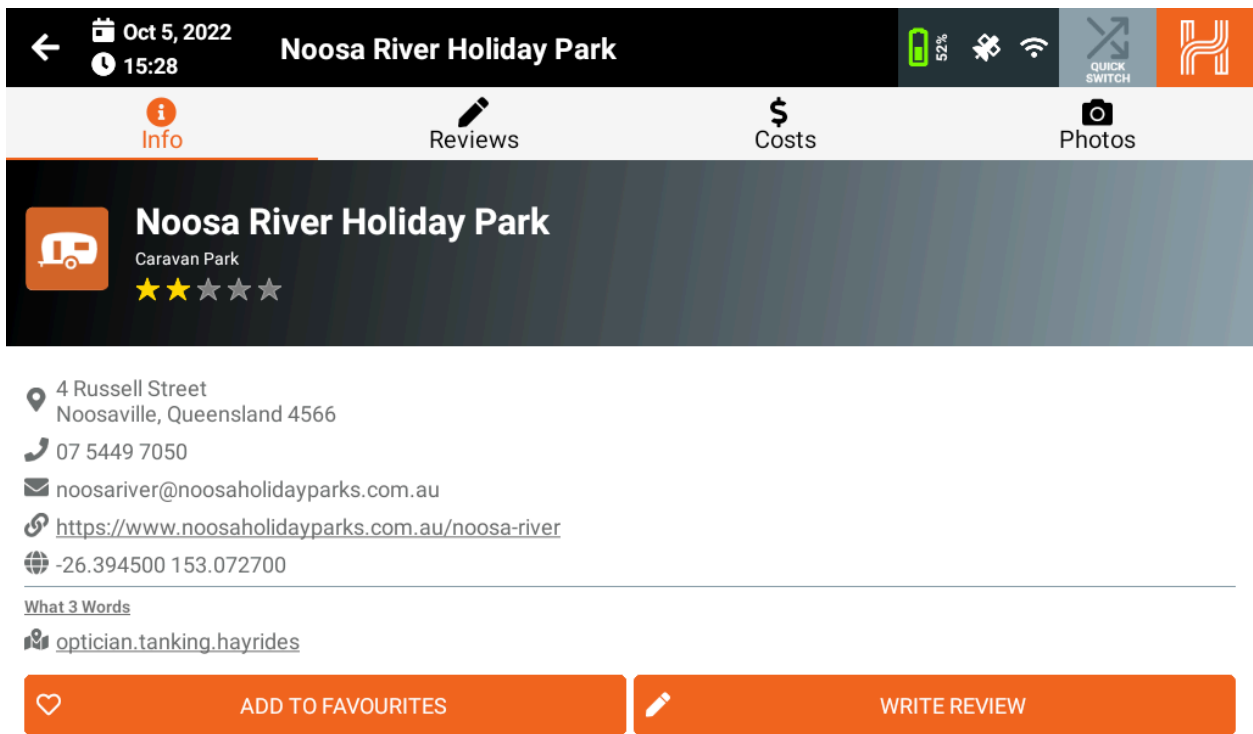 Oct 5, 2022
15:28
Noosa River Holiday Park
52%
QUICK
SWITCH
Info
Reviews
Costs
Photos
Noosa River Holiday Park
Caravan Park
4 Russell Street
Noosaville, Queensland 4566
07 5449 7050
noosariver@noosaholidayparks.com.au
https://www.noosaholidayparks.com.au/noosa-river
-26.394500 153.072700
What 3 Words
optician.tanking.hayrides
ADD TO FAVOURITES
WRITE REVIEW